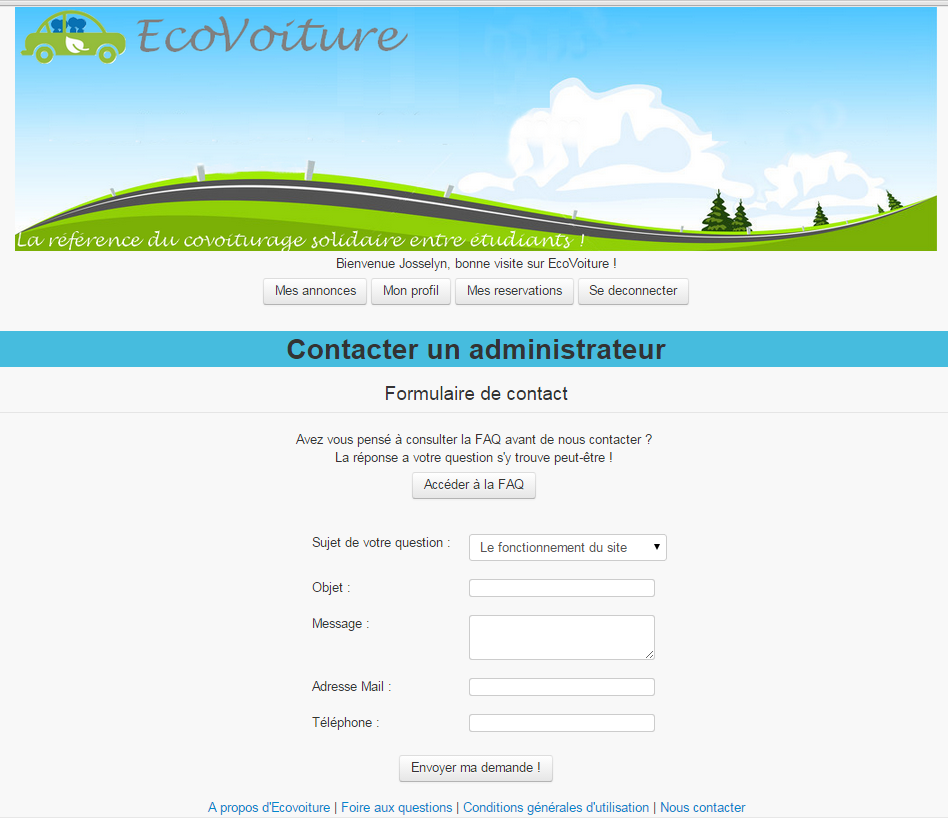 EcoVoiture
La référence du covoiturage solidaire entre étudiants !
Bienvenue Josselyn, bonne visite sur EcoVoiture !
Mes annonces Mon profil Mes reservations Se deconnecter
Contacter un administrateur
Formulaire de contact
Avez vous pensé à consulter la FAQ avant de nous contacter ?
La réponse a votre question s'y trouve peut-être !
Accéder à la FAQ
Sujet de votre question : Le fonctionnement du site
Objet :
Message :
Adresse Mail :
Téléphone :
Envoyer ma demande !
A propos d'Ecovoiture | Foire aux questions | Conditions générales d'utilisation | Nous contacter